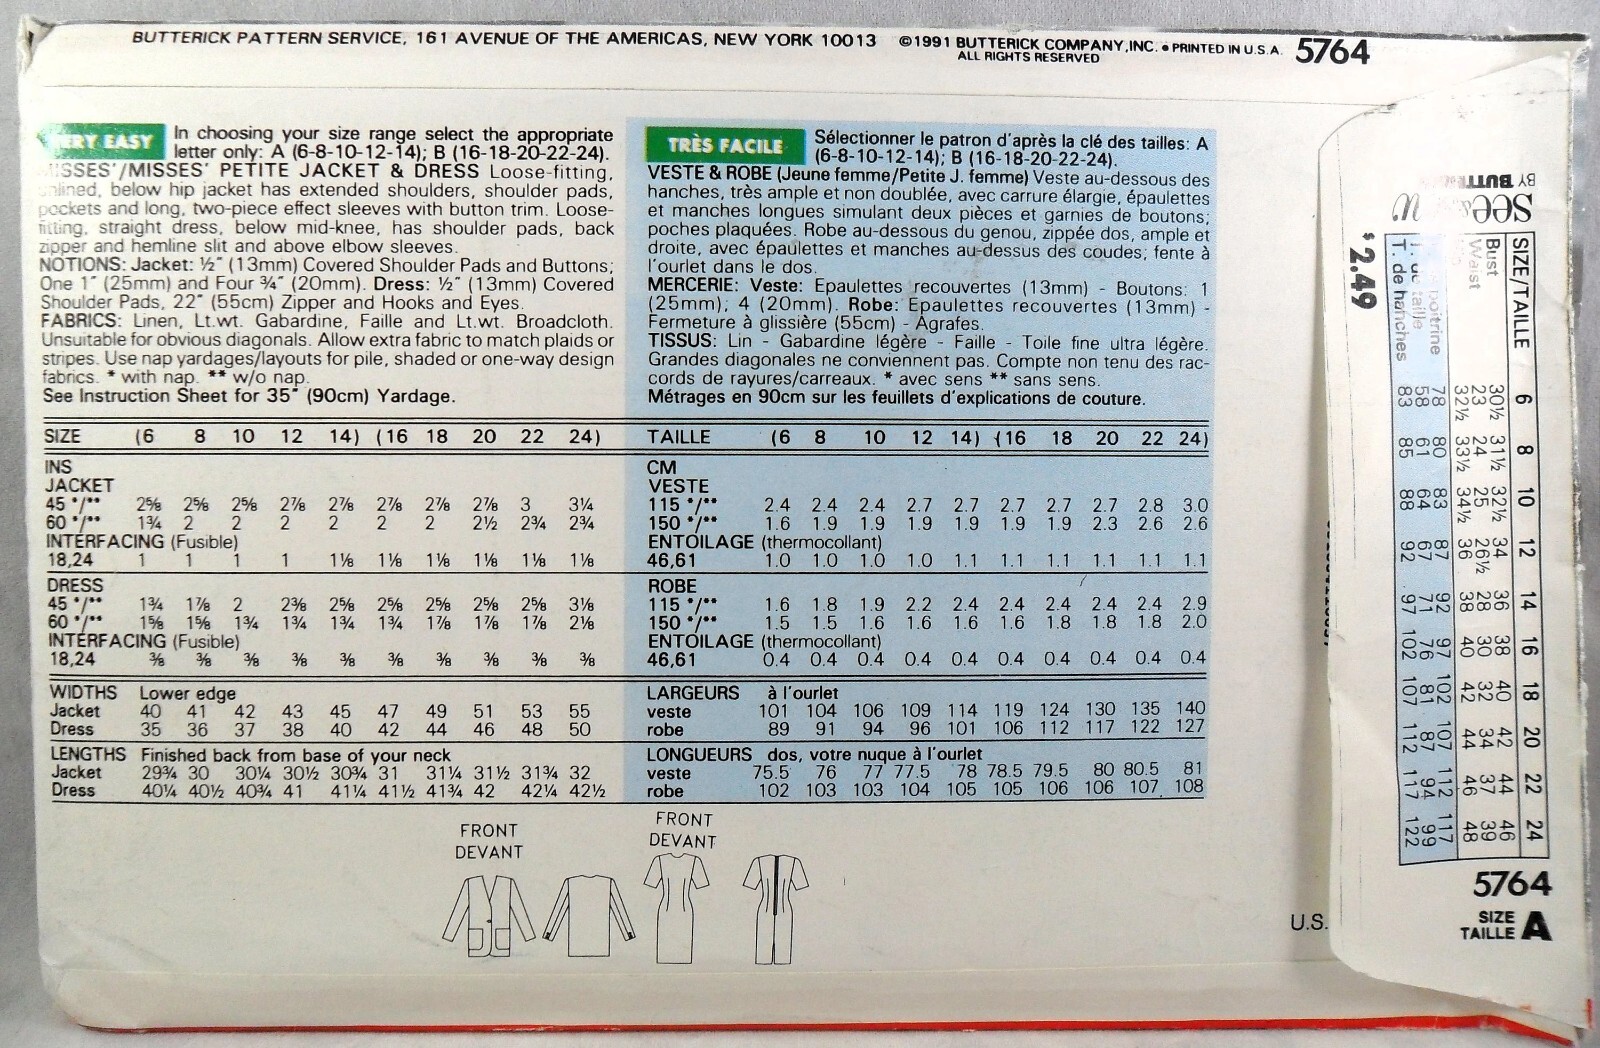 BUTTERICK PATTERN SERVICE, 161 AVENUE OF THE AMERICAS, NEW YORK 10013 ©1991 BUTTERICK COMPANY, INC. • PRINTED IN U.S.A. 5764
ALL RIGHTS RESERVED
ERY EASY In choosing your size range select the appropriate
letter only: A (6-8-10-12-14); B (16-18-20-22-24).
SSES'/MISSES' PETITE JACKET & DRESS Loose-fitting,
lined, below hip jacket has extended shoulders, shoulder pads,
pockets and long, two-piece effect sleeves with button trim. Loose-
fitting, straight dress, below mid-knee, has shoulder pads, back
zipper and hemline slit and above elbow sleeves.
NOTIONS: Jacket: ½" (13mm) Covered Shoulder Pads and Buttons;
One 1" (25mm) and Four ¾" (20mm). Dress: ½" (13mm) Covered
Shoulder Pads, 22" (55cm) Zipper and Hooks and Eyes.
FABRICS: Linen, Lt.wt. Gabardine, Faille and Lt.wt. Broadcloth.
Unsuitable for obvious diagonals. Allow extra fabric to match plaids or
stripes. Use nap yardages/layouts for pile, shaded or one-way design
fabrics. * with nap. ** w/o nap.
See Instruction Sheet for 35" (90cm) Yardage.
SIZE (6 8 10 12 14) (16 18 20 22 24)
INS
JACKET
45 */** 2⅝ 2⅝ 2⅝ 2⅞ 2⅞ 2⅞ 2⅞ 2⅞ 3 3¼
60 */** 1¾ 2 2 2 2 2 2 2½ 2¾ 2¾
INTERFACING (Fusible)
18,24 1 1 1 1 1⅛ 1⅛ 1⅛ 1⅛ 1⅛ 1⅛
DRESS
45 */** 1¾ 1⅞ 2 2⅜ 2⅝ 2⅝ 2⅝ 2⅝ 2⅝ 3⅛
60 */** 1⅝ 1⅝ 1¾ 1¾ 1¾ 1¾ 1⅞ 1⅞ 1⅞ 2⅛
INTERFACING (Fusible)
18,24 ⅜ ⅜ ⅜ ⅜ ⅜ ⅜ ⅜ ⅜ ⅜ ⅜
WIDTHS Lower edge
Jacket 40 41 42 43 45 47 49 51 53 55
Dress 35 36 37 38 40 42 44 46 48 50
LENGTHS Finished back from base of your neck
Jacket 29¾ 30 30¼ 30½ 30¾ 31 31¼ 31½ 31¾ 32
Dress 40¼ 40½ 40¾ 41 41¼ 41½ 41¾ 42 42¼ 42½
TRÈS FACILE Sélectionner le patron d'après la clé des tailles: A
(6-8-10-12-14); B (16-18-20-22-24).
VESTE & ROBE (Jeune femme/Petite J. femme) Veste au-dessous des
hanches, très ample et non doublée, avec carrure élargie, épaulettes
et manches longues simulant deux pièces et garnies de boutons;
poches plaquées. Robe au-dessous du genou, zippée dos, ample et
droite, avec épaulettes et manches au-dessus des coudes; fente à
l'ourlet dans le dos.
MERCERIE: Veste: Epaulettes recouvertes (13mm) - Boutons: 1
(25mm); 4 (20mm). Robe: Epaulettes recouvertes (13mm) -
Fermeture à glissière (55cm) - Agrafes.
TISSUS: Lin - Gabardine légère - Faille - Toile fine ultra légère.
Grandes diagonales ne conviennent pas. Compte non tenu des rac-
cords de rayures/carreaux. * avec sens ** sans sens.
Métrages en 90cm sur les feuillets d'explications de couture.
TAILLE (6 8 10 12 14) (16 18 20 22 24)
CM
VESTE
115 */** 2.4 2.4 2.4 2.7 2.7 2.7 2.7 2.7 2.8 3.0
150 */** 1.6 1.9 1.9 1.9 1.9 1.9 1.9 2.3 2.6 2.6
ENTOILAGE (thermocollant)
46,61 1.0 1.0 1.0 1.0 1.1 1.1 1.1 1.1 1.1 1.1
ROBE
115 */** 1.6 1.8 1.9 2.2 2.4 2.4 2.4 2.4 2.4 2.9
150 */** 1.5 1.5 1.6 1.6 1.6 1.6 1.8 1.8 1.8 2.0
ENTOILAGE (thermocollant)
46,61 0.4 0.4 0.4 0.4 0.4 0.4 0.4 0.4 0.4 0.4
LARGEURS à l'ourlet
veste 101 104 106 109 114 119 124 130 135 140
robe 89 91 94 96 101 106 112 117 122 127
LONGUEURS dos, votre nuque à l'ourlet
veste 75.5 76 77 77.5 78 78.5 79.5 80 80.5 81
robe 102 103 103 104 105 105 106 106 107 108
FRONT
DEVANT
FRONT
DEVANT
U.S.
BY BUTT
See&
$2.49
SIZE/TAILLE 6 8 10 12 14 16 18 20 22 24
Bust 30½ 31½ 32½ 34 36 38 40 42 44 46
Waist 23 24 25 26½ 28 30 32 34 37 39
32½ 33½ 34½ 36 38 40 42 44 46 48
poitrine 78 80 83 87 92 97 102 107 112 117
T. de taille 58 61 64 67 71 76 81 87 94 99
T. de hanches 83 85 88 92 97 102 107 112 117 122
5764
SIZE
TAILLE A